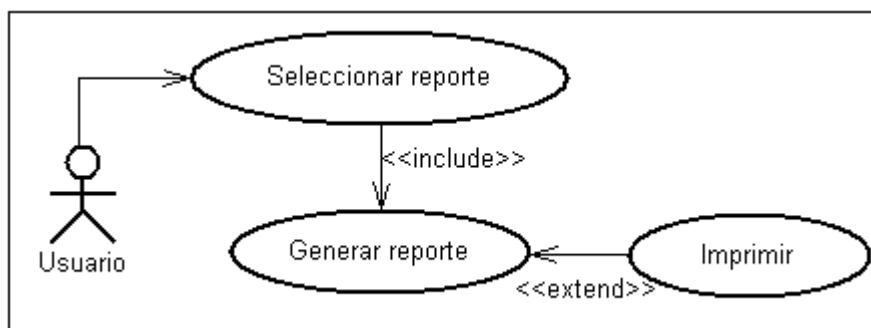 Seleccionar reporte
<<include>>
Usuario
Generar reporte
Imprimir
<<extend>>